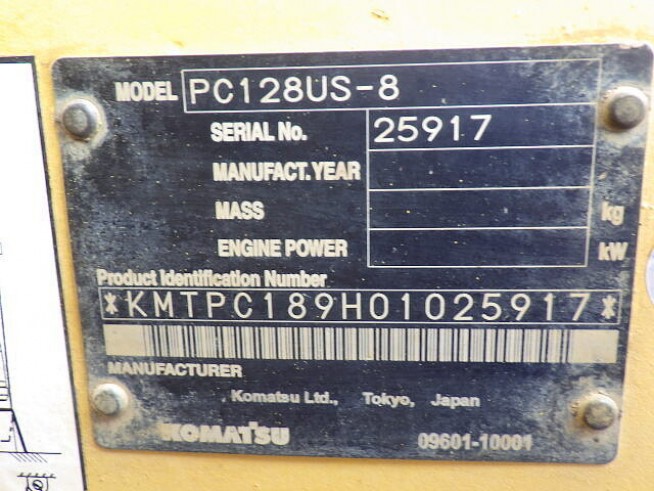 MODEL PC128US-8
SERIAL No. 25917
MANUFACT.YEAR
MASS kg
ENGINE POWER kW
Product Identification Number
*KMTPC189H01025917*
MANUFACTURER
Komatsu Ltd., Tokyo, Japan
KOMATSU 09601-10001